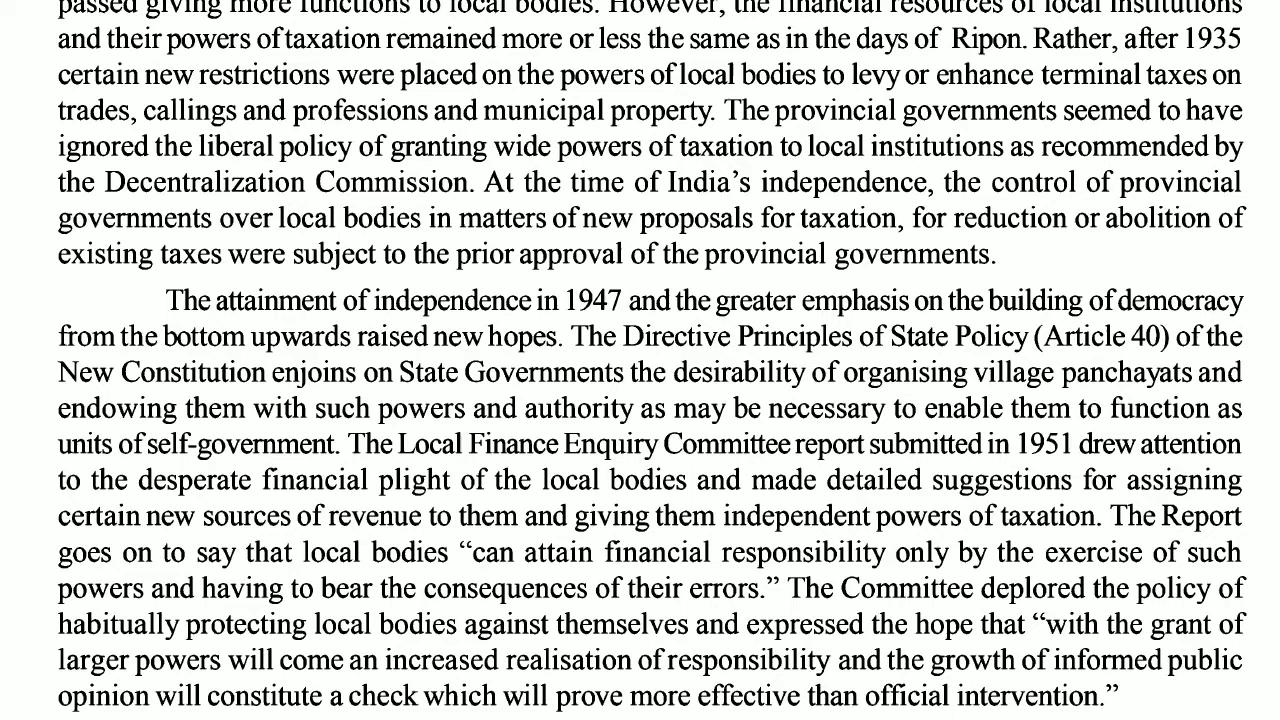 passed giving more functions to local bodies. However, the financial resources of local institutions
and their powers of taxation remained more or less the same as in the days of Ripon. Rather, after 1935
certain new restrictions were placed on the powers of local bodies to levy or enhance terminal taxes on
trades, callings and professions and municipal property. The provincial governments seemed to have
ignored the liberal policy of granting wide powers of taxation to local institutions as recommended by
the Decentralization Commission. At the time of India’s independence, the control of provincial
governments over local bodies in matters of new proposals for taxation, for reduction or abolition of
existing taxes were subject to the prior approval of the provincial governments.
The attainment of independence in 1947 and the greater emphasis on the building of democracy
from the bottom upwards raised new hopes. The Directive Principles of State Policy (Article 40) of the
New Constitution enjoins on State Governments the desirability of organising village panchayats and
endowing them with such powers and authority as may be necessary to enable them to function as
units of self-government. The Local Finance Enquiry Committee report submitted in 1951 drew attention
to the desperate financial plight of the local bodies and made detailed suggestions for assigning
certain new sources of revenue to them and giving them independent powers of taxation. The Report
goes on to say that local bodies “can attain financial responsibility only by the exercise of such
powers and having to bear the consequences of their errors.” The Committee deplored the policy of
habitually protecting local bodies against themselves and expressed the hope that “with the grant of
larger powers will come an increased realisation of responsibility and the growth of informed public
opinion will constitute a check which will prove more effective than official intervention.”